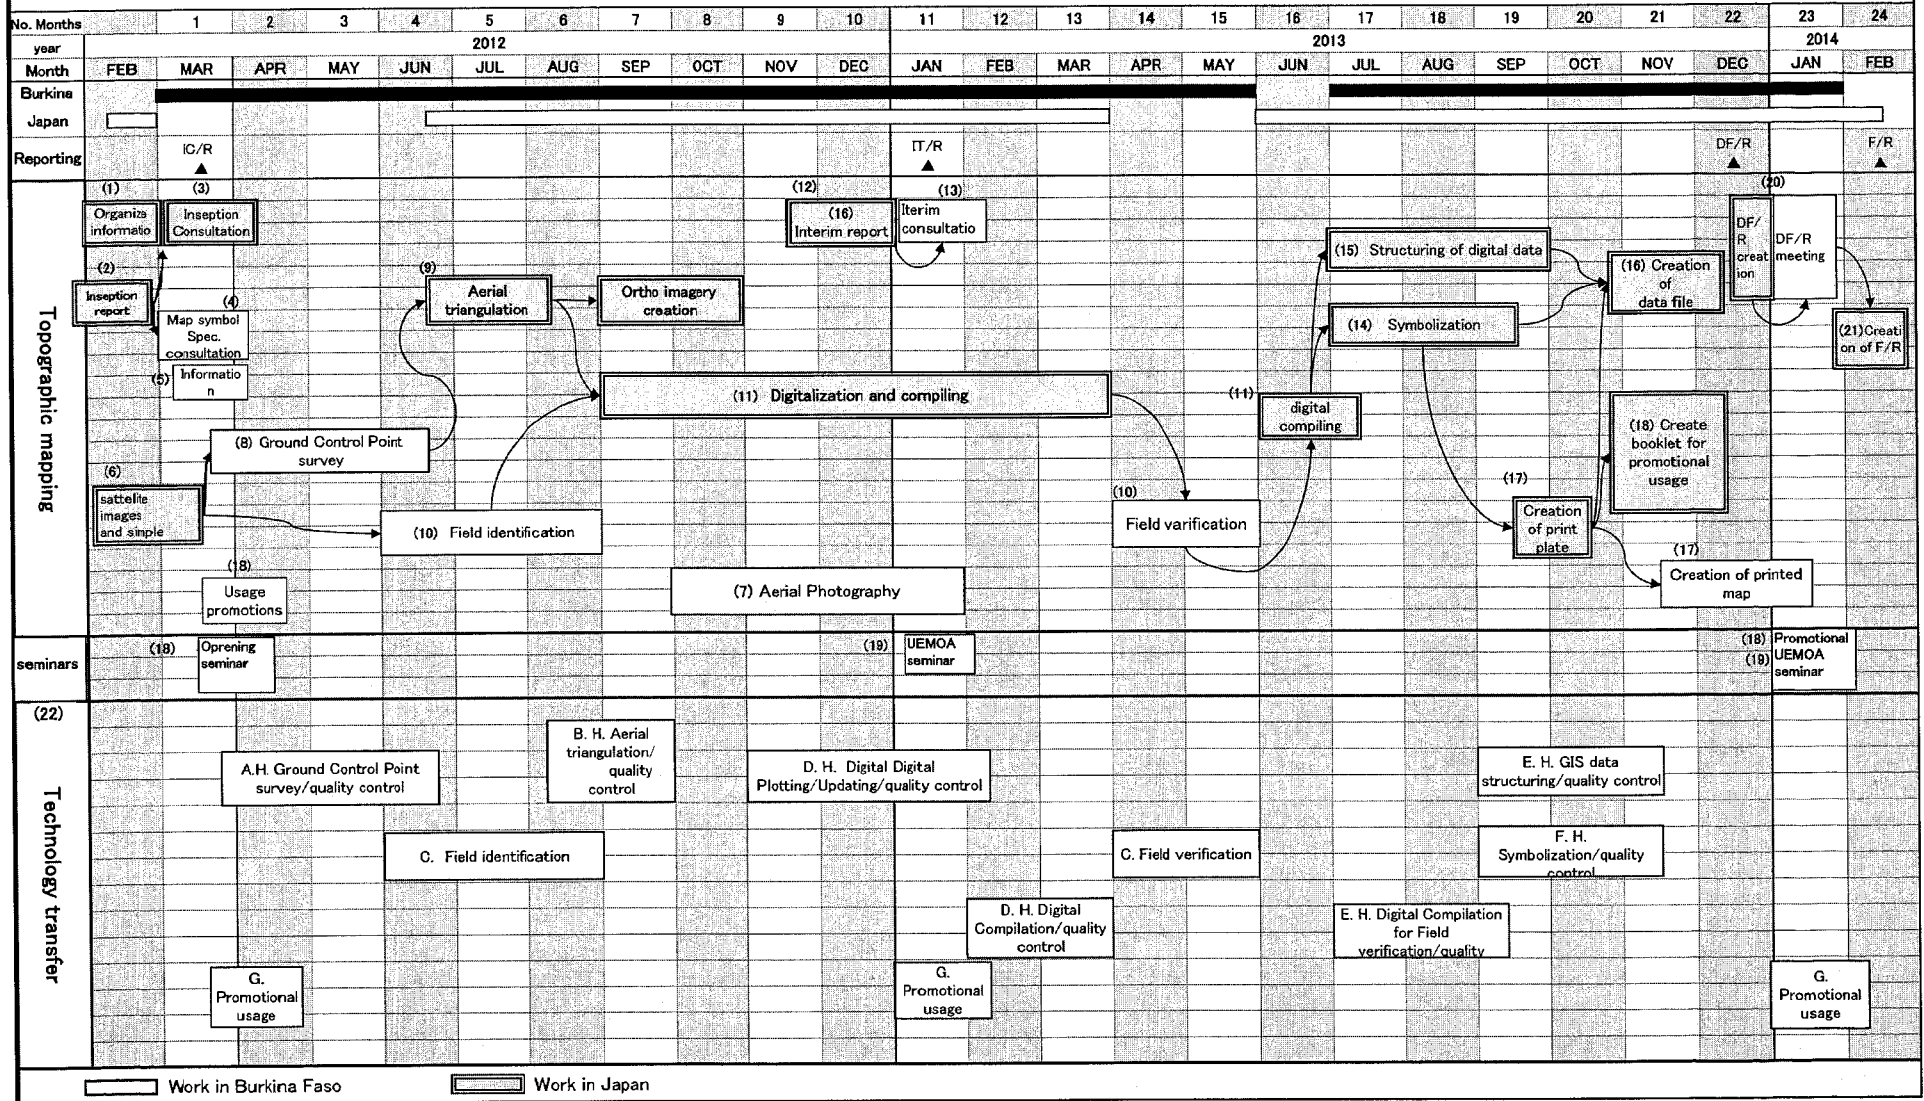 No. Months 1 2 3 4 5 6 7 8 9 10 11 12 13 14 15 16 17 18 19 20 21 22 23 24
year 2012 2013 2014
Month FEB MAR APR MAY JUN JUL AUG SEP OCT NOV DEC JAN FEB MAR APR MAY JUN JUL AUG SEP OCT NOV DEC JAN FEB
Burkina
Japan
Reporting
IC/R
IT/R
DF/R
F/R
Topographic mapping
(1)
Organiza
informatio
(3)
Inseption
Consultation
(2)
Inseption
report
(4)
Map symbol
Spec.
consultation
(5)
Informatio
n
(6)
sattelite
images
and simple
(8) Ground Control Point
survey
(9)
Aerial
triangulation
Ortho imagery
creation
(10) Field identification
(18)
Usage
promotions
(7) Aerial Photography
(11) Digitalization and compiling
(12)
(16)
Interim report
(13)
Iterim
consultatio
(10)
Field varification
(11)
digital
compiling
(15) Structuring of digital data
(14) Symbolization
(16) Creation
of
data file
(17)
Creation
of print
plate
(18) Create
booklet for
promotional
usage
(17)
Creation of printed
map
(20)
DF/
R
creat
ion
DF/R
meeting
(21)Creati
on of F/R
seminars
(18)
Oprening
seminar
(19)
UEMOA
seminar
(18)
(19)
Promotional
UEMOA
seminar
(22)
Technology transfer
A.H. Ground Control Point
survey/quality control
B. H. Aerial
triangulation/
quality
control
D. H. Digital Digital
Plotting/Updating/quality control
E. H. GIS data
structuring/quality control
C. Field identification
C. Field verification
F. H.
Symbolization/quality
control
D. H. Digital
Compilation/quality
control
E. H. Digital Compilation
for Field
verification/quality
G.
Promotional
usage
G.
Promotional
usage
G.
Promotional
usage
Work in Burkina Faso
Work in Japan